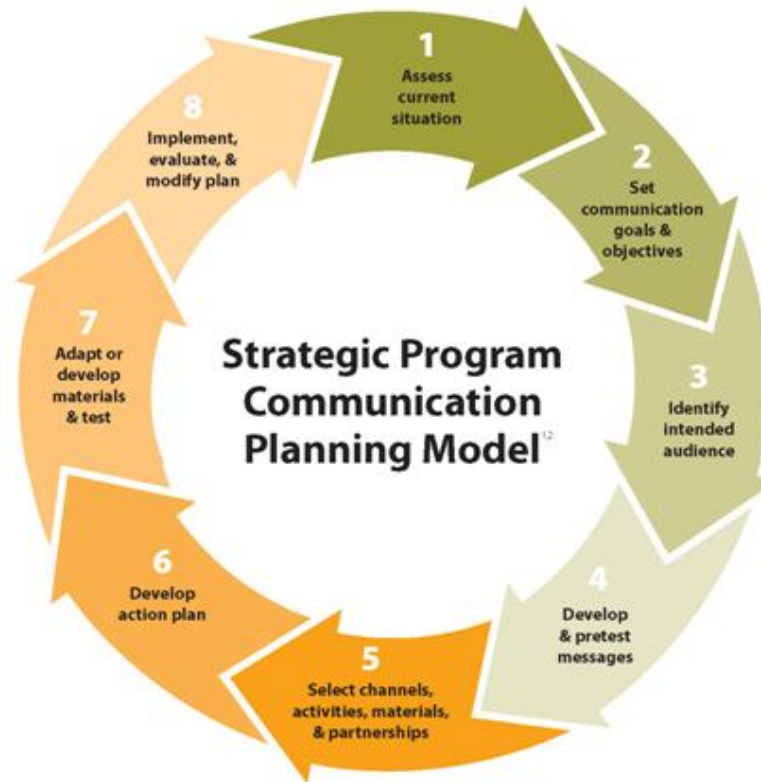 1
Assess
current
situation
2
Set
communication
goals &
objectives
3
Identify
intended
audience
4
Develop
& pretest
messages
5
Select channels,
activities, materials,
& partnerships
6
Develop
action plan
7
Adapt or
develop
materials
& test
8
Implement,
evaluate, &
modify plan
Strategic Program
Communication
Planning Model1,2